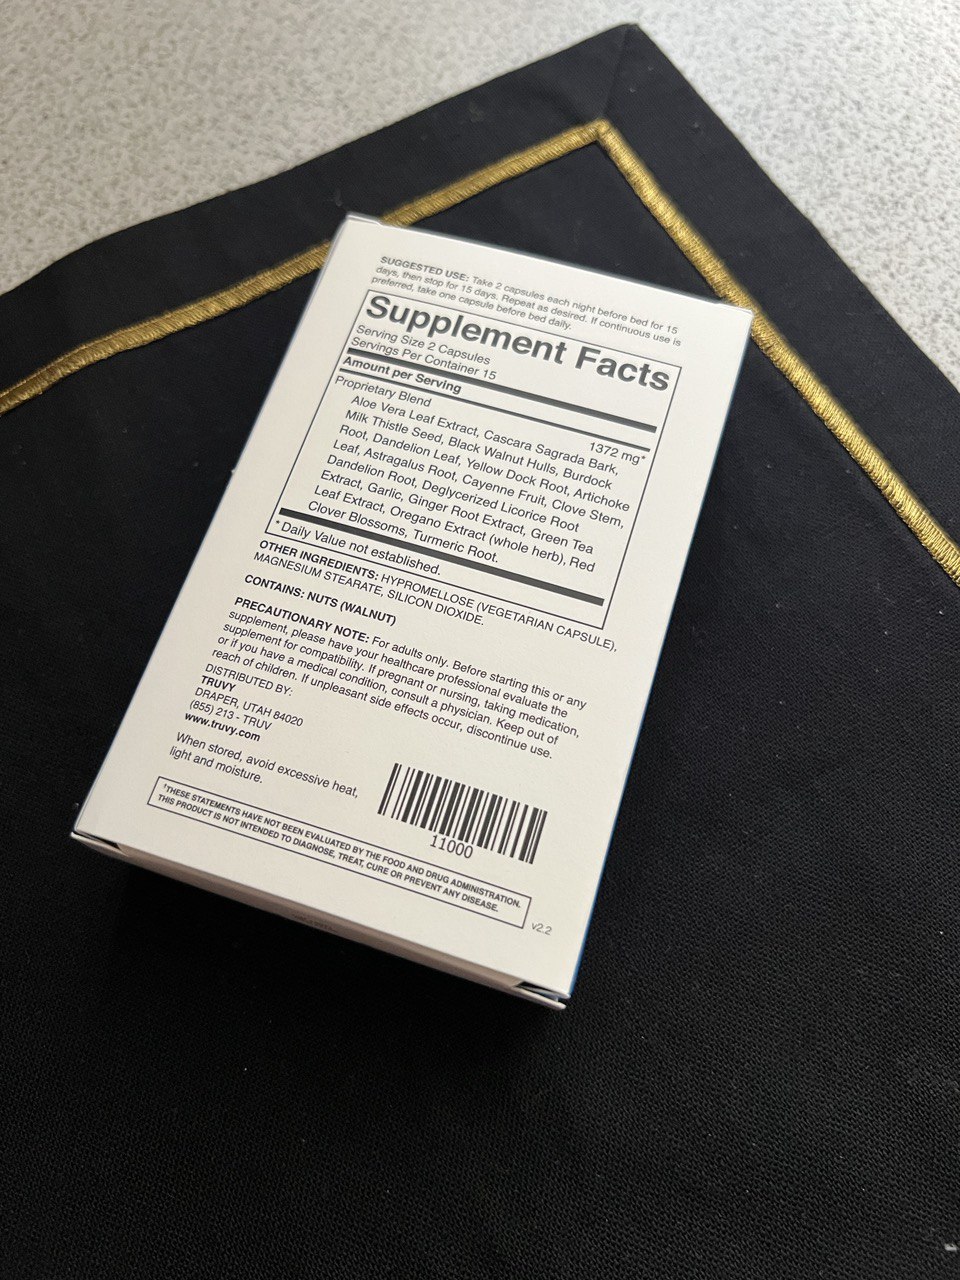 SUGGESTED USE: Take 2 capsules each night before bed for 15
days, then stop for 15 days. Repeat as desired. If continuous use is
preferred, take one capsule before bed daily.
Supplement Facts
Serving Size 2 Capsules
Servings Per Container 15
Amount per Serving
Proprietary Blend 1372 mg*
Aloe Vera Leaf Extract, Cascara Sagrada Bark,
Milk Thistle Seed, Black Walnut Hulls, Burdock
Root, Dandelion Leaf, Yellow Dock Root, Artichoke
Leaf, Astragalus Root, Cayenne Fruit, Clove Stem,
Dandelion Root, Deglycerized Licorice Root
Extract, Garlic, Ginger Root Extract, Green Tea
Leaf Extract, Oregano Extract (whole herb), Red
Clover Blossoms, Turmeric Root.
* Daily Value not established.
OTHER INGREDIENTS: HYPROMELLOSE (VEGETARIAN CAPSULE),
MAGNESIUM STEARATE, SILICON DIOXIDE.
CONTAINS: NUTS (WALNUT)
PRECAUTIONARY NOTE: For adults only. Before starting this or any
supplement, please have your healthcare professional evaluate the
supplement for compatibility. If pregnant or nursing, taking medication,
or if you have a medical condition, consult a physician. Keep out of
reach of children. If unpleasant side effects occur, discontinue use.
DISTRIBUTED BY:
TRUVY
DRAPER, UTAH 84020
(855) 213 - TRUV
www.truvy.com
When stored, avoid excessive heat,
light and moisture.
11000
†THESE STATEMENTS HAVE NOT BEEN EVALUATED BY THE FOOD AND DRUG ADMINISTRATION.
THIS PRODUCT IS NOT INTENDED TO DIAGNOSE, TREAT, CURE OR PREVENT ANY DISEASE.
v2.2